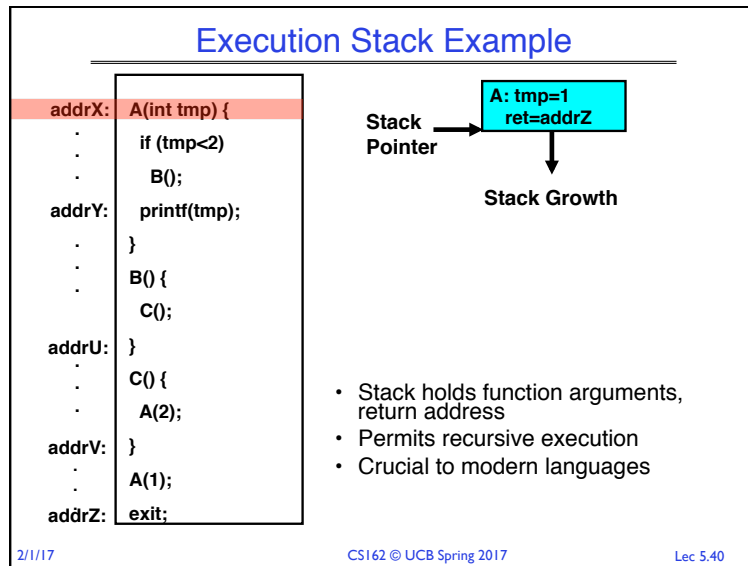 Execution Stack Example
addrX: A(int tmp) {
. if (tmp<2)
.
. B();
addrY: printf(tmp);
. }
.
. B() {
C();
addrU: }
. C() {
.
. A(2);
addrV: }
. A(1);
.
.
addrZ: exit;
Stack
Pointer
A: tmp=1
ret=addrZ
Stack Growth
• Stack holds function arguments,
return address
• Permits recursive execution
• Crucial to modern languages
2/1/17
CS162 © UCB Spring 2017
Lec 5.40